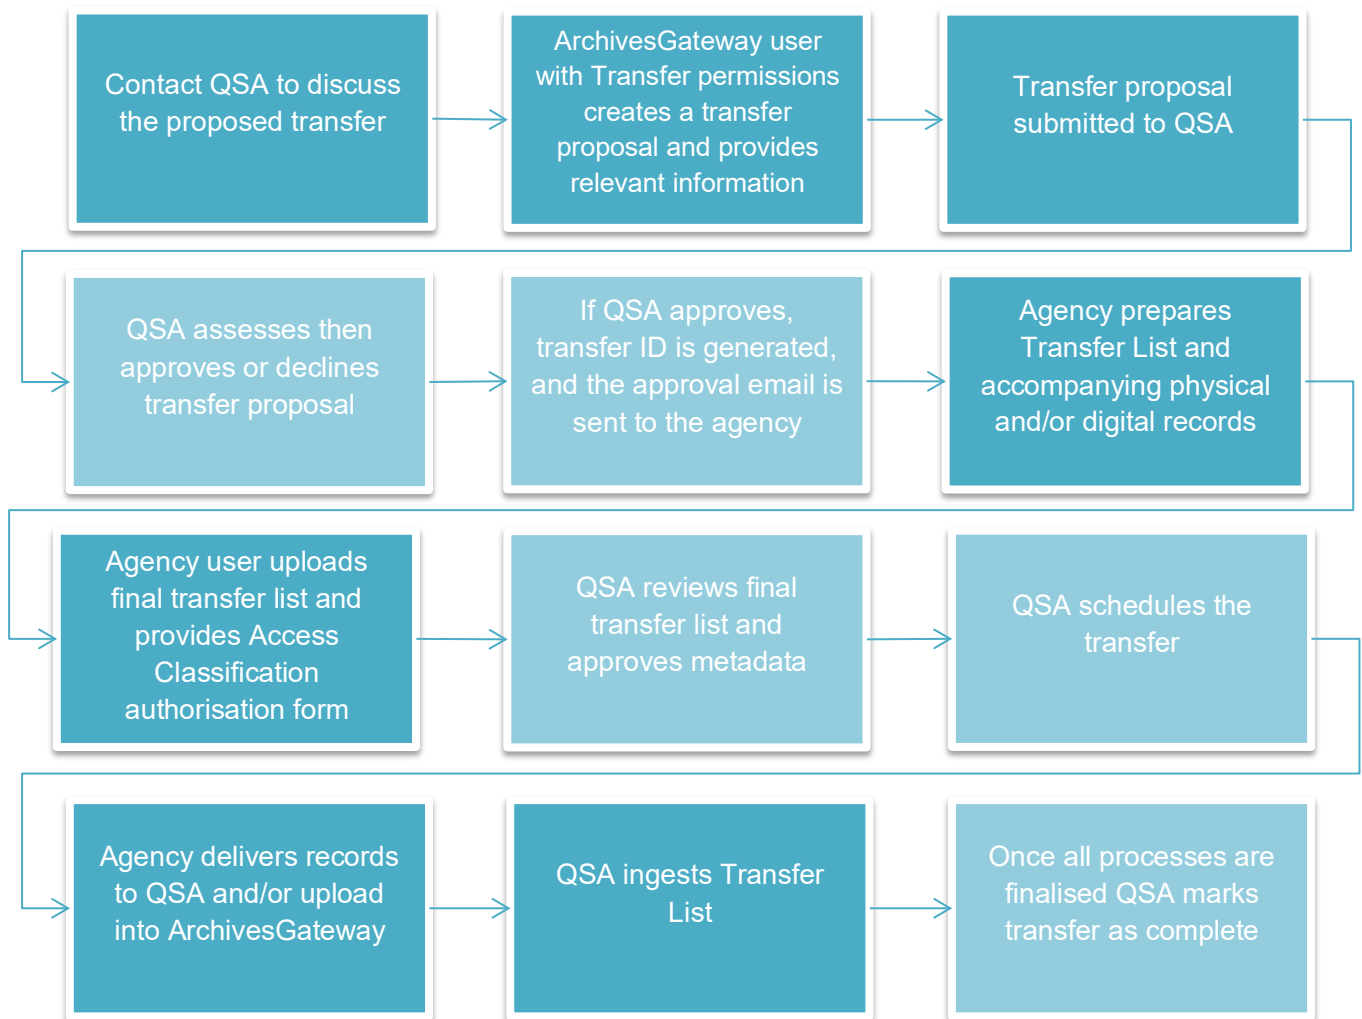 Contact QSA to discuss
the proposed transfer
ArchivesGateway user
with Transfer permissions
creates a transfer
proposal and provides
relevant information
Transfer proposal
submitted to QSA
QSA assesses then
approves or declines
transfer proposal
If QSA approves,
transfer ID is generated,
and the approval email is
sent to the agency
Agency prepares
Transfer List and
accompanying physical
and/or digital records
Agency user uploads
final transfer list and
provides Access
Classification
authorisation form
QSA reviews final
transfer list and
approves metadata
QSA schedules the
transfer
Agency delivers records
to QSA and/or upload
into ArchivesGateway
QSA ingests Transfer
List
Once all processes are
finalised QSA marks
transfer as complete